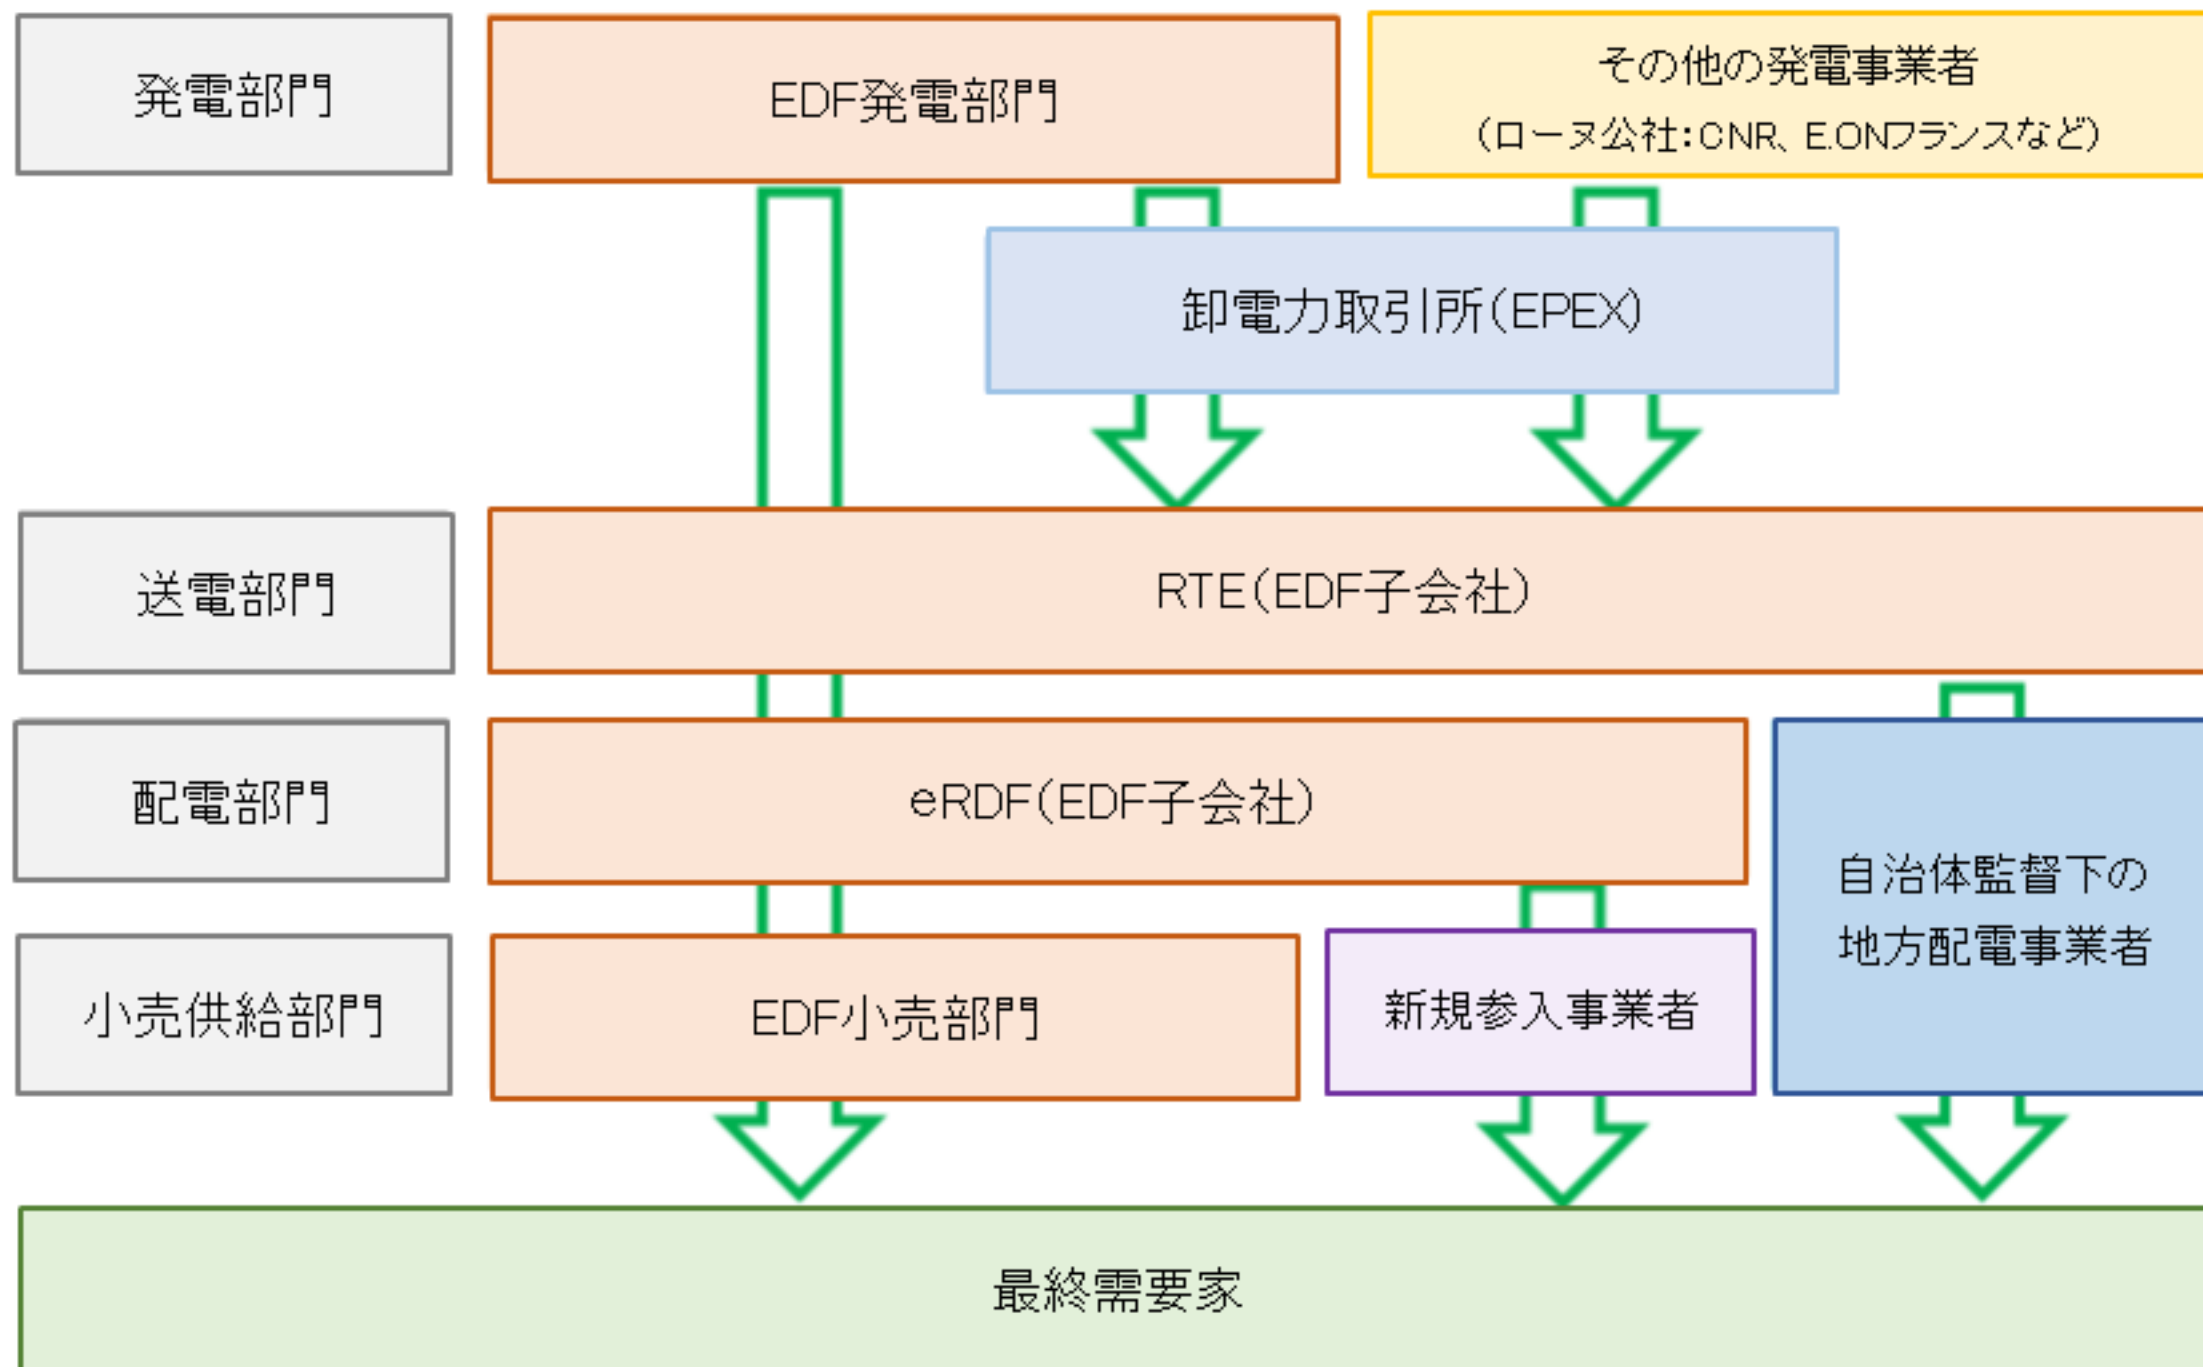 発電部門
EDF発電部門
その他の発電事業者
(ローヌ公社:CNR、E.ONフランスなど)
卸電力取引所(EPEX)
送電部門
RTE(EDF子会社)
配電部門
eRDF(EDF子会社)
自治体監督下の
地方配電事業者
小売供給部門
EDF小売部門
新規参入事業者
最終需要家